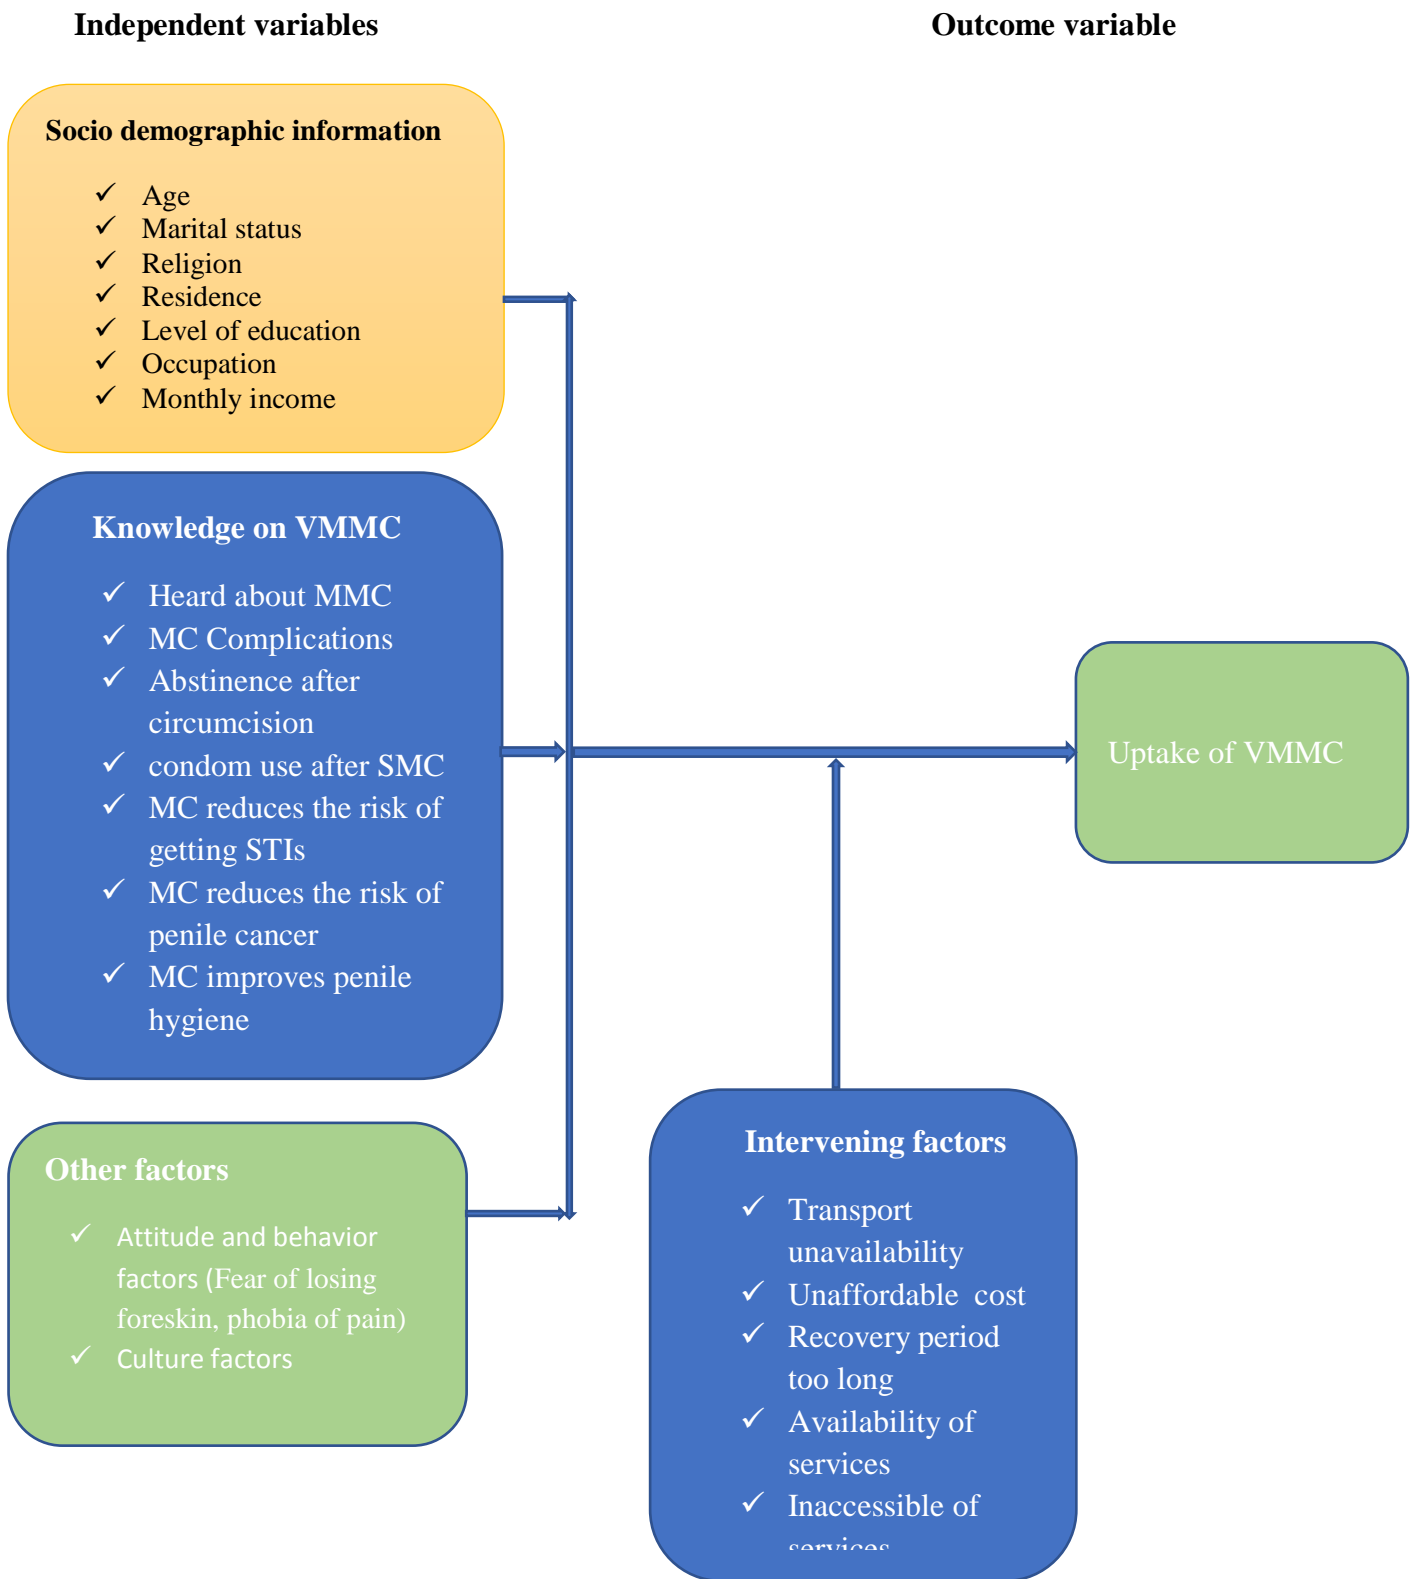 Independent variables
Outcome variable
Socio demographic information
✓ Age
✓ Marital status
✓ Religion
✓ Residence
✓ Level of education
✓ Occupation
✓ Monthly income
Knowledge on VMMC
✓ Heard about MMC
✓ MC Complications
✓ Abstinence after
circumcision
✓ condom use after SMC
✓ MC reduces the risk of
getting STIs
✓ MC reduces the risk of
penile cancer
✓ MC improves penile
hygiene
Uptake of VMMC
Other factors
✓ Attitude and behavior
factors (Fear of losing
foreskin, phobia of pain)
✓ Culture factors
Intervening factors
✓ Transport
unavailability
✓ Unaffordable  cost
✓ Recovery period
too long
✓ Availability of
services
✓ Inaccessible of
services